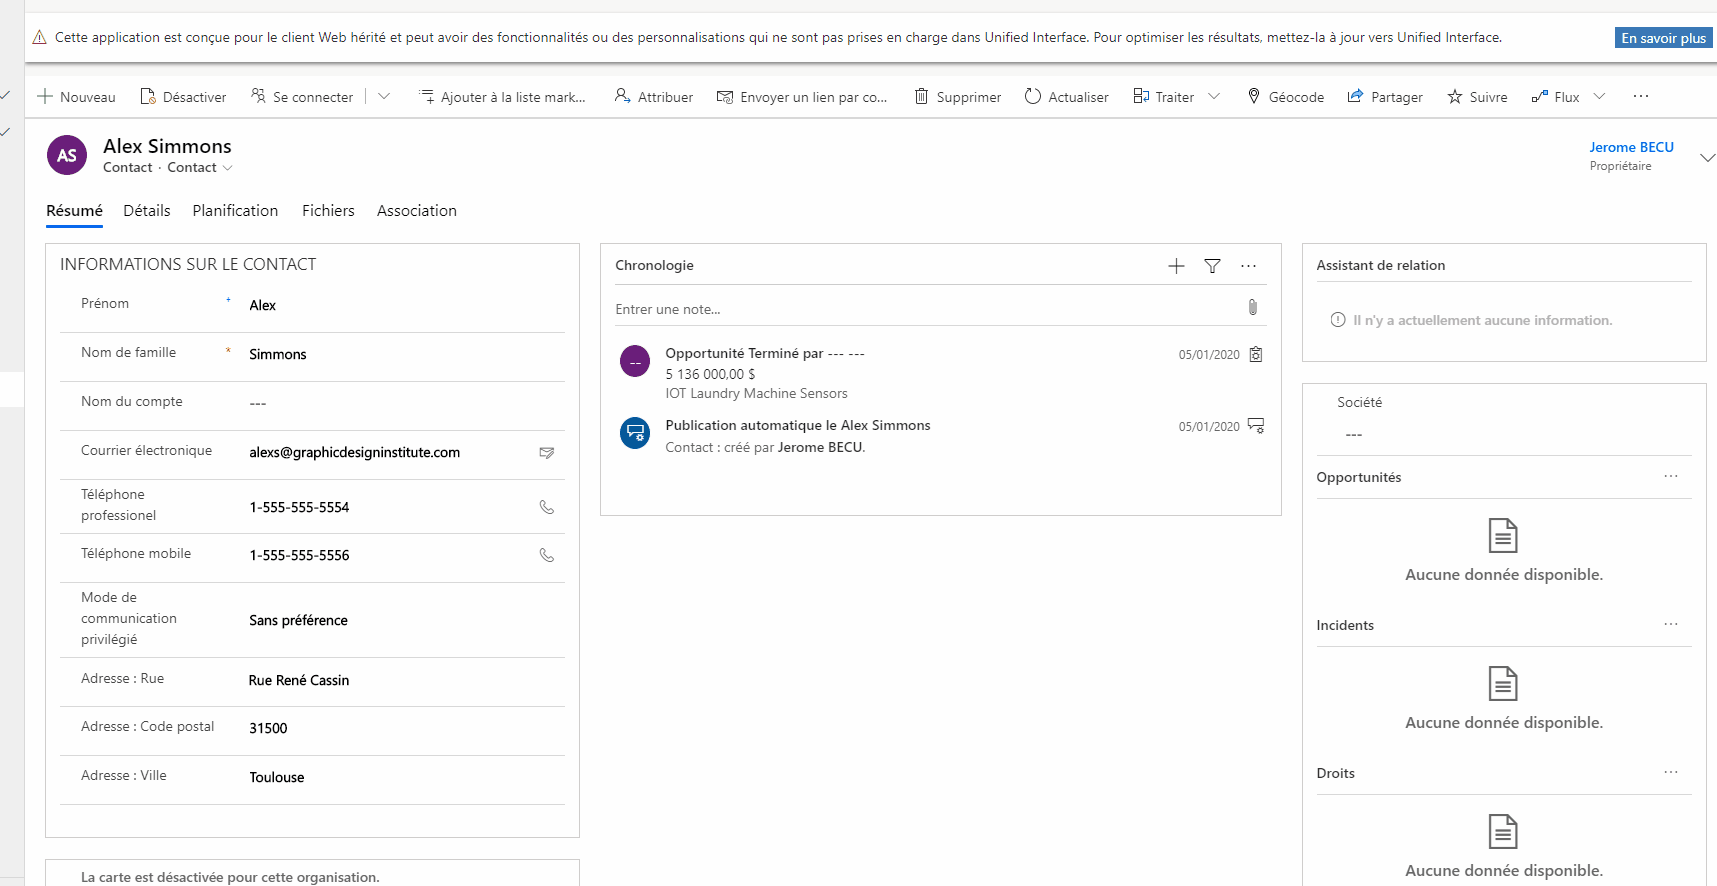 Cette application est conçue pour le client Web hérité et peut avoir des fonctionnalités ou des personnalisations qui ne sont pas prises en charge dans Unified Interface. Pour optimiser les résultats, mettez-la à jour vers Unified Interface. En savoir plus
Nouveau Désactiver Se connecter Ajouter à la liste mark... Attribuer Envoyer un lien par co... Supprimer Actualiser Traiter Géocode Partager Suivre Flux ...
AS
Alex Simmons
Contact · Contact
Jerome BECU
Propriétaire
Résumé Détails Planification Fichiers Association
INFORMATIONS SUR LE CONTACT
Prénom + Alex
Nom de famille * Simmons
Nom du compte ---
Courrier électronique alexs@graphicdesigninstitute.com
Téléphone
professionel
1-555-555-5554
Téléphone mobile 1-555-555-5556
Mode de
communication
privilégié
Sans préférence
Adresse : Rue Rue René Cassin
Adresse : Code postal 31500
Adresse : Ville Toulouse
La carte est désactivée pour cette organisation.
Chronologie ...
Entrer une note...
-- Opportunité Terminé par --- --- 05/01/2020
5 136 000,00 $
IOT Laundry Machine Sensors
Publication automatique le Alex Simmons 05/01/2020
Contact : créé par Jerome BECU.
Assistant de relation
Il n'y a actuellement aucune information.
Société
---
Opportunités ...
Aucune donnée disponible.
Incidents ...
Aucune donnée disponible.
Droits ...
Aucune donnée disponible.